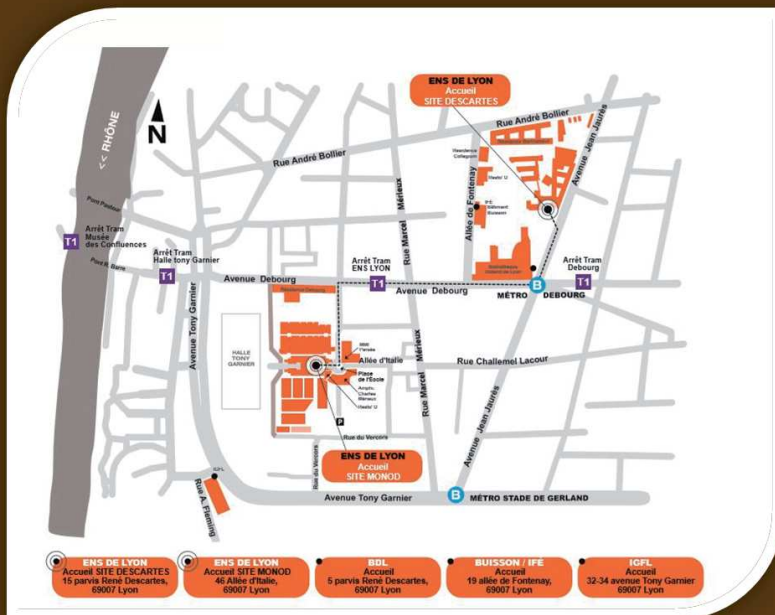 ENS DE LYON
Accueil
SITE DESCARTES
Rue André Bollier
Avenue Jean Jaurès
<< RHÔNE
N
Rue André Bollier
Allée de Fontenay
Rue Marcel Mérieux
Pont Pasteur
T1
Arrêt Tram
Musée
des Confluences
Arrêt Tram
Halle tony Garnier
T1
Pont R. Barre
Arrêt Tram
ENS LYON
T1
Arrêt Tram
Debourg
T1
Avenue Debourg
Avenue Debourg
MÉTRO
B
DEBOURG
Avenue Tony Garnier
HALLE
TONY
GARNIER
Allée d'Italie
Place
de l'Ecole
Rue Challemel Lacour
Rue Marcel Mérieux
Avenue Jean Jaurès
P
Rue du Vercors
Rue du Vercors
ENS DE LYON
Accueil
SITE MONOD
Rue A. Fleming
Avenue Tony Garnier
B
MÉTRO STADE DE GERLAND
ENS DE LYON
Accueil SITE DESCARTES
15 parvis René Descartes,
69007 Lyon
ENS DE LYON
Accueil SITE MONOD
46 Allée d'Italie,
69007 Lyon
BDL
Accueil
5 parvis René Descartes,
69007 Lyon
BUISSON / IFÉ
Accueil
19 allée de Fontenay,
69007 Lyon
IGFL
Accueil
32-34 avenue Tony Garnier
69007 Lyon